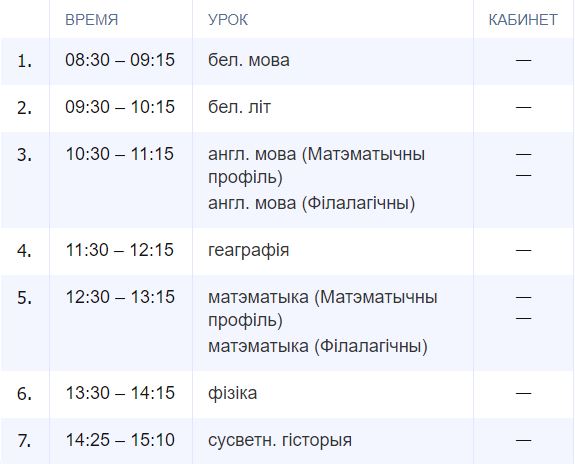 ВРЕМЯ УРОК КАБИНЕТ
1. 08:30 – 09:15 бел. мова —
2. 09:30 – 10:15 бел. літ —
3. 10:30 – 11:15 англ. мова (Матэматычны —
профіль) —
англ. мова (Філалагічны)
4. 11:30 – 12:15 геаграфія —
5. 12:30 – 13:15 матэматыка (Матэматычны —
профіль) —
матэматыка (Філалагічны)
6. 13:30 – 14:15 фізіка —
7. 14:25 – 15:10 сусветн. гісторыя —